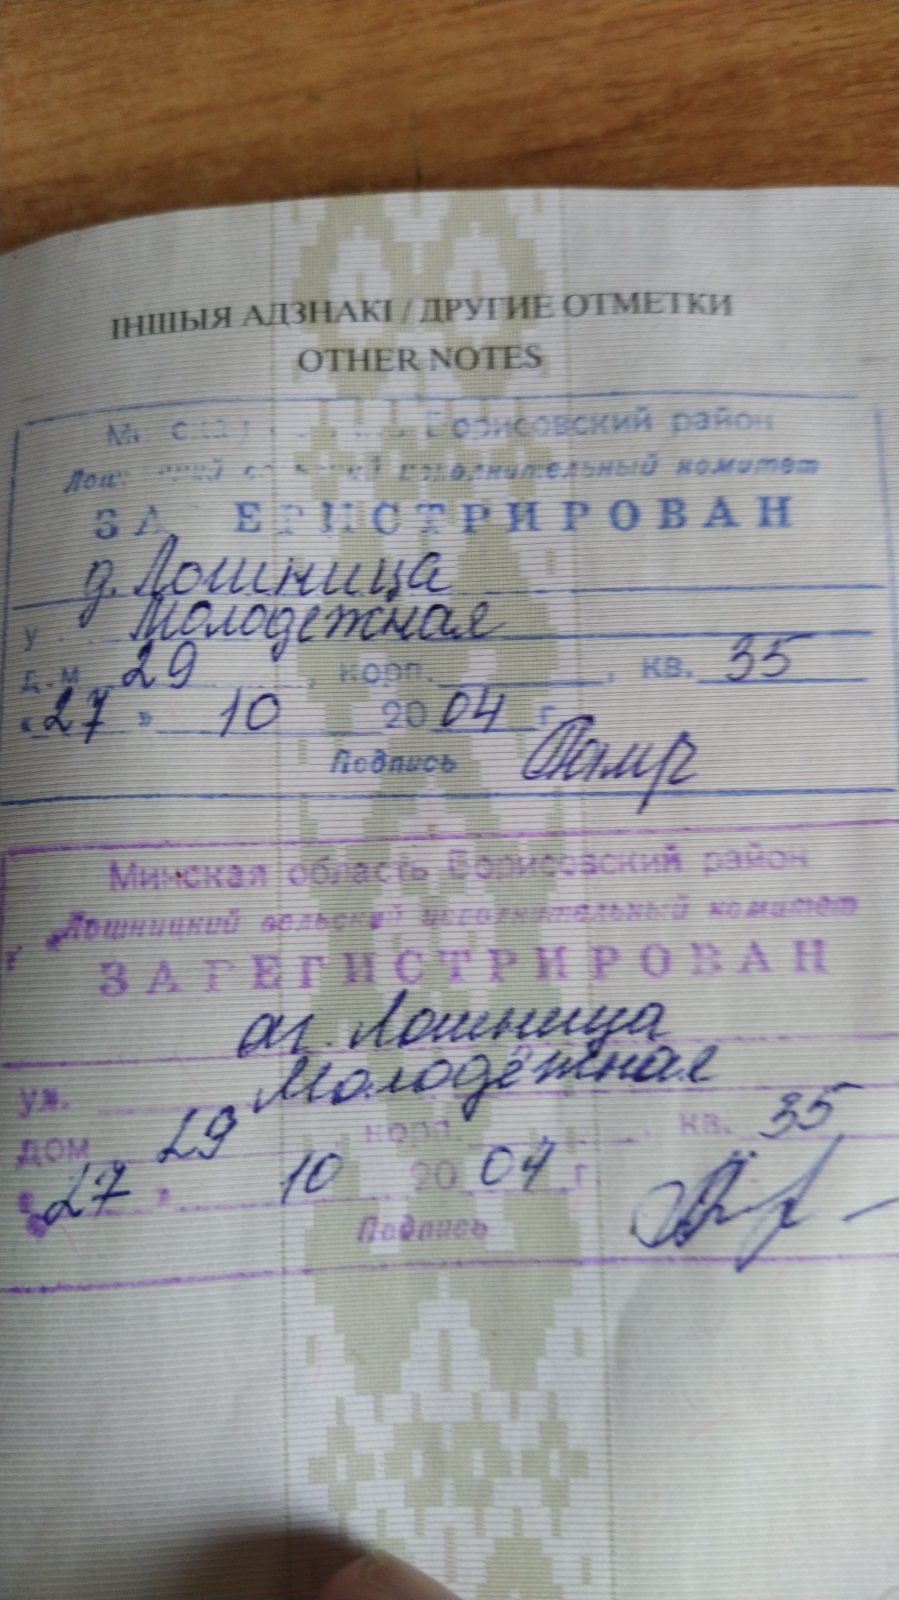 ІНШЫЯ АДЗНАКІ / ДРУГИЕ ОТМЕТКИ
OTHER NOTES
Борисовский район
исполнительный комитет
ЗА ЕГИСТРИРОВАН
д. Лошница
у Молодежная
д.м 29, корп. , кв. 35
«27» 10 2004 г
Подпись
Минская область Борисовский район
Лошницкий сельский исполнительный комитет
ЗАРЕГИСТРИРОВАН
аг. Лошница
ул. Молодёжная
дом 29, корп. , кв. 35
«27» 10 2004 г.
Подпись